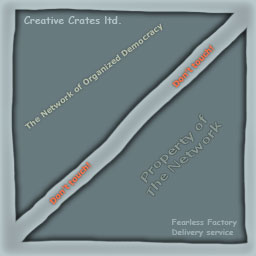 Creative Crates ltd.
The Network of Organized Democracy
Don't touch!
Don't touch!
Property of
The Network
Fearless Factory
Delivery service